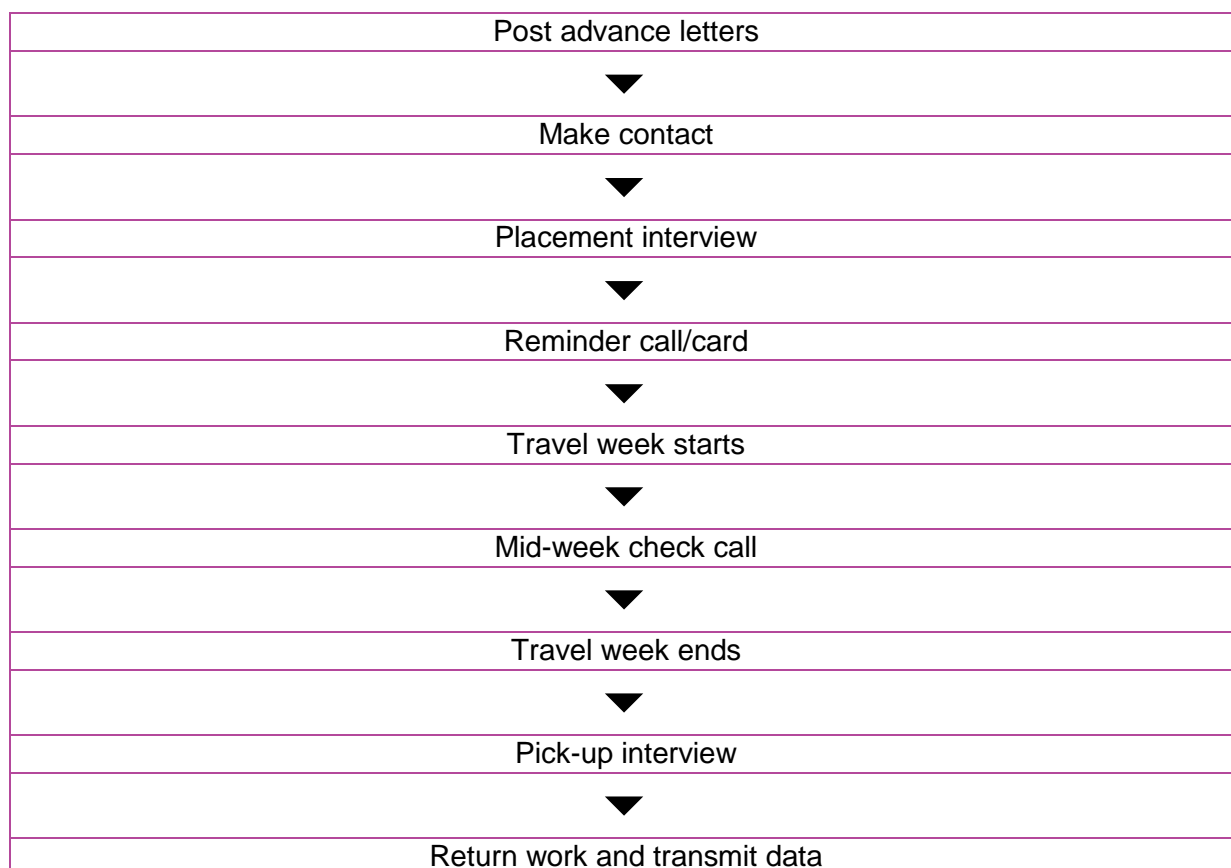 Post advance letters
Make contact
Placement interview
Reminder call/card
Travel week starts
Mid-week check call
Travel week ends
Pick-up interview
Return work and transmit data